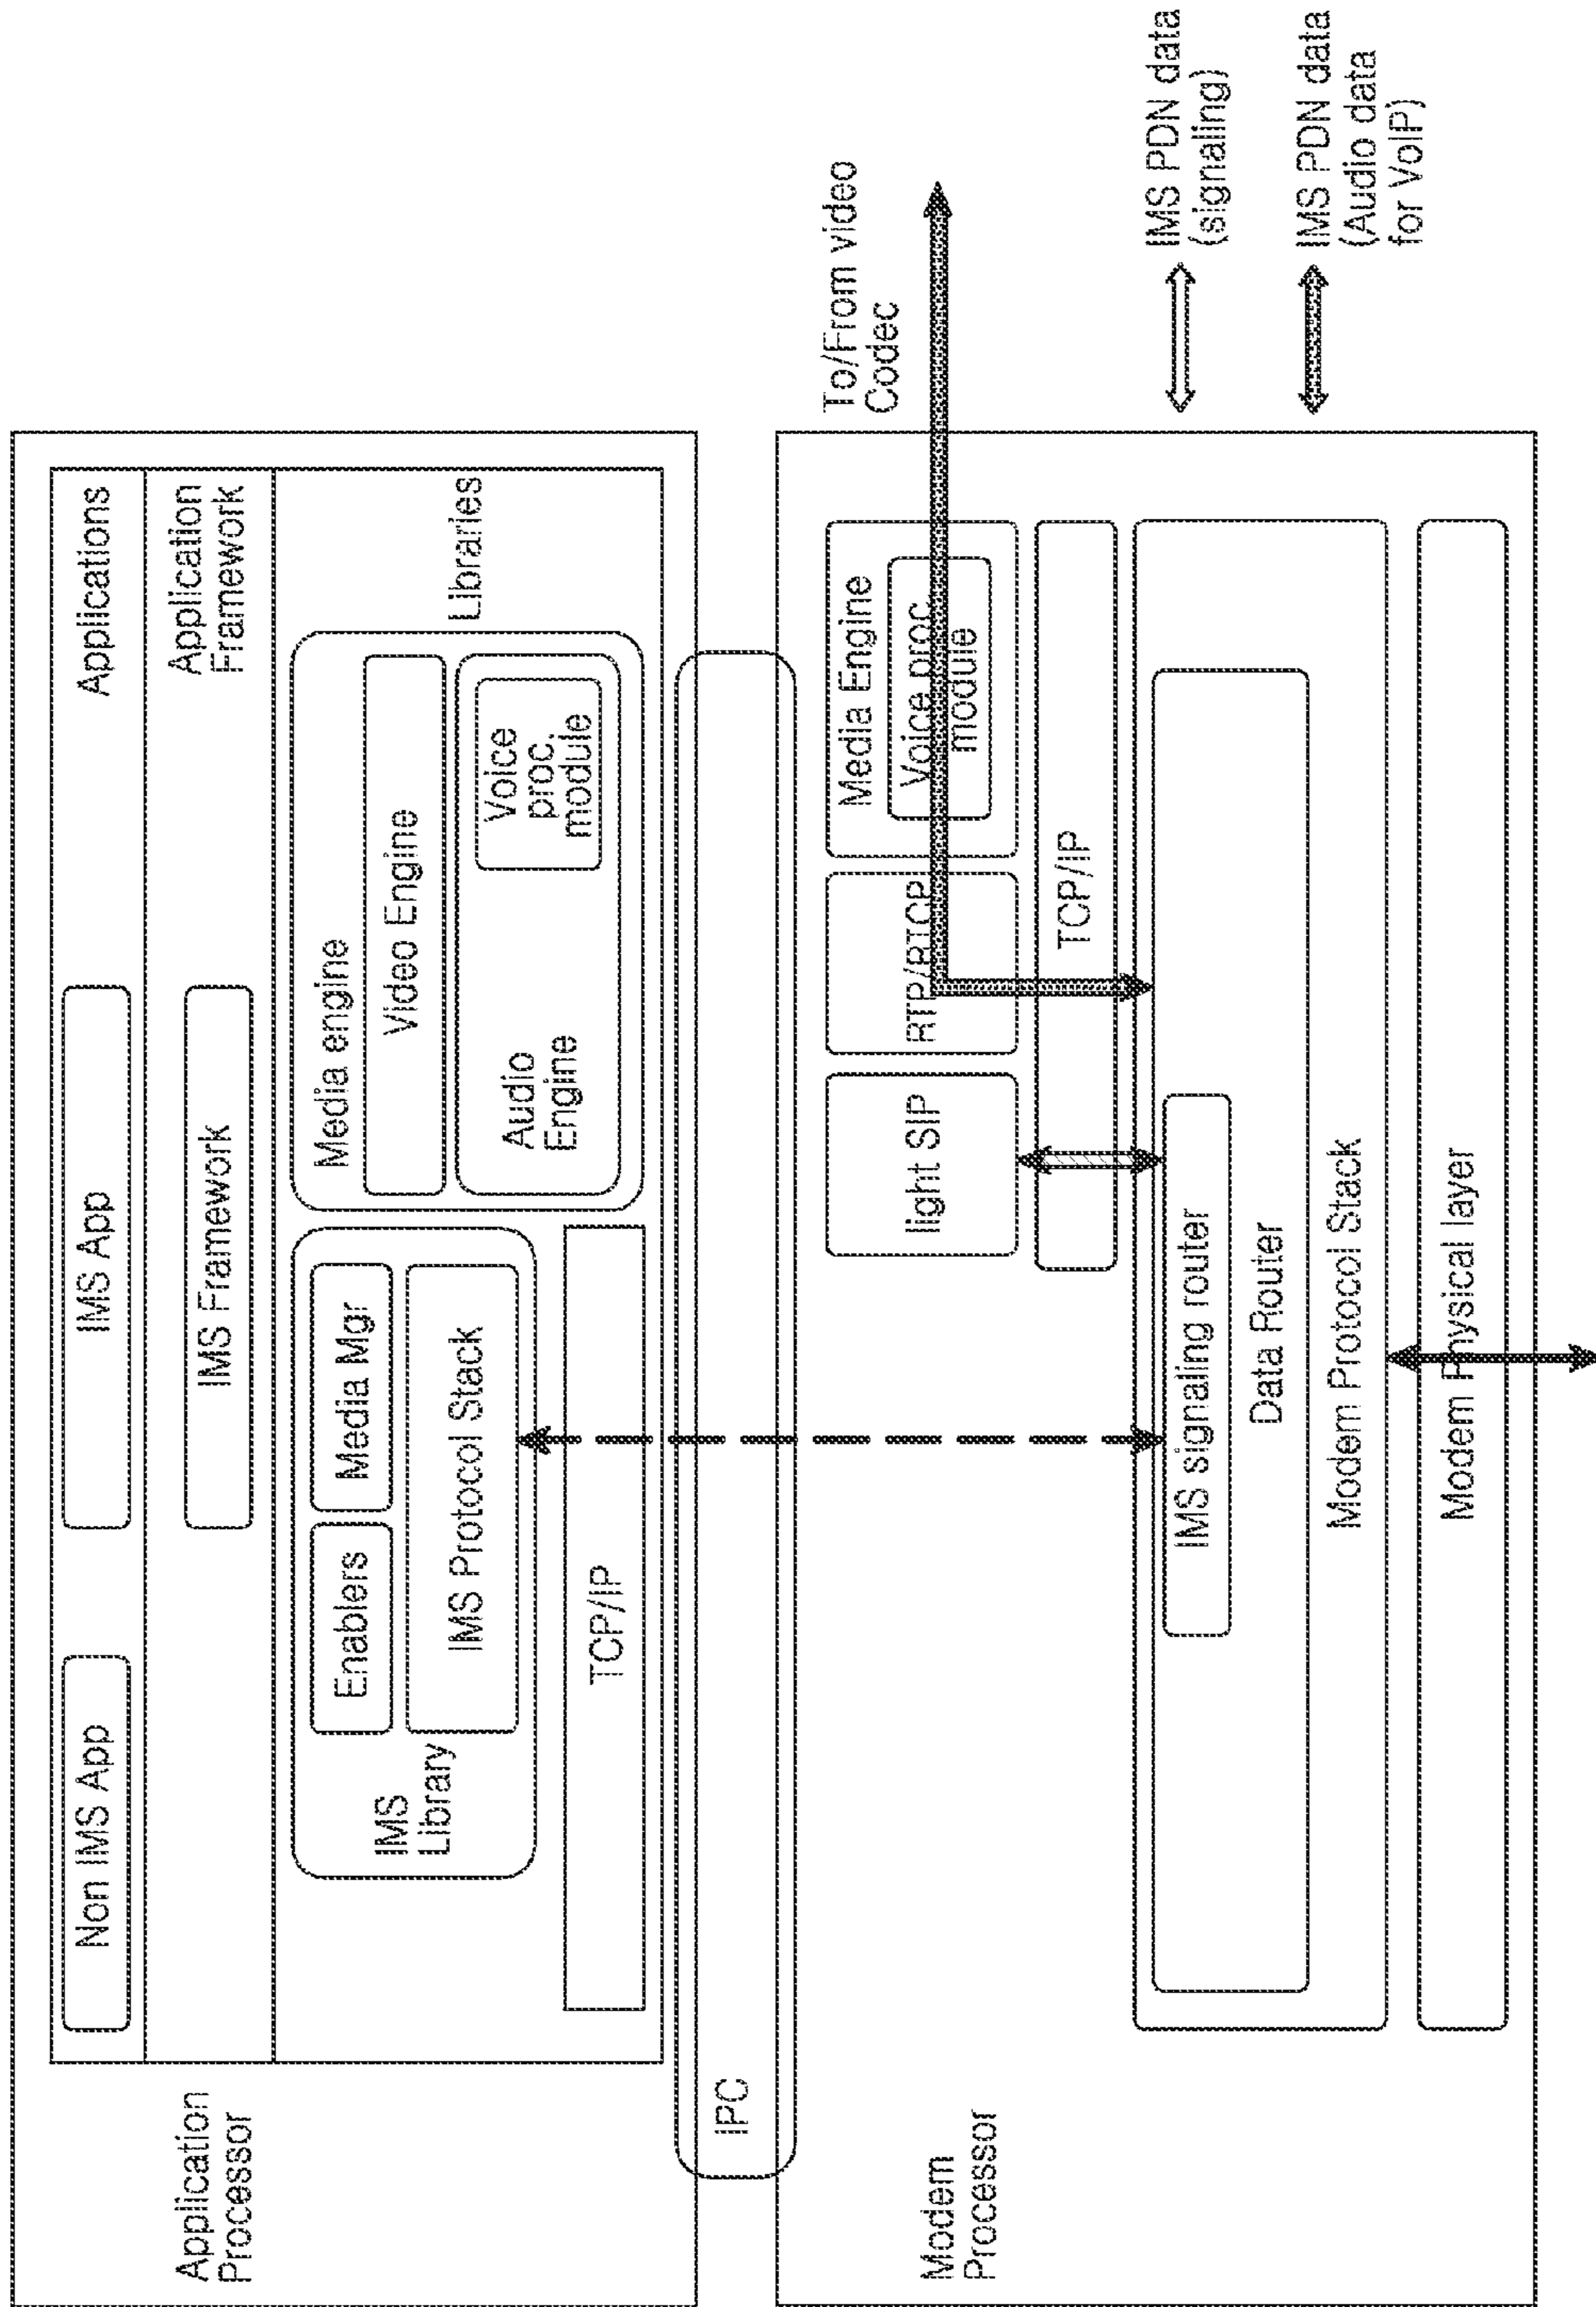 Application
Processor
Non IMS App
IMS App
Applications
IMS Framework
Application
Framework
IMS
Library
Enablers
Media Mgr
IMS Protocol Stack
Media engine
Video Engine
Audio
Engine
Voice
proc.
module
Libraries
TCP/IP
IPC
Modem
Processor
light SIP
RTP/RTCP
Media Engine
Voice proc.
module
To/From video
Codec
TCP/IP
IMS signaling router
Data Router
Modem Protocol Stack
Modem Physical layer
IMS PDN data
(signaling)
IMS PDN data
(Audio data
for VoIP)